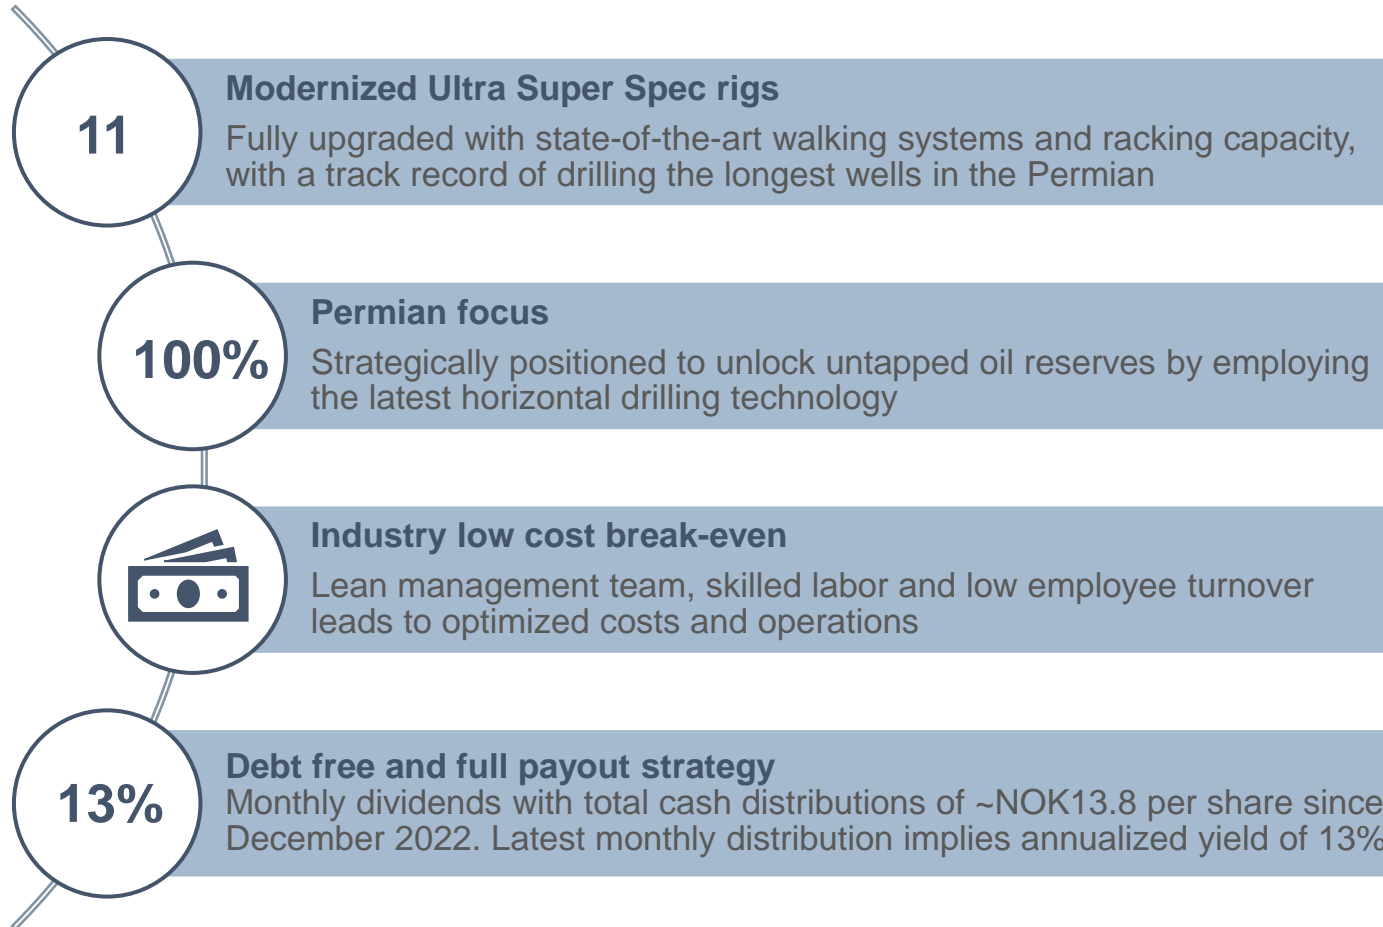 11
Modernized Ultra Super Spec rigs
Fully upgraded with state-of-the-art walking systems and racking capacity,
with a track record of drilling the longest wells in the Permian
100%
Permian focus
Strategically positioned to unlock untapped oil reserves by employing
the latest horizontal drilling technology
Industry low cost break-even
Lean management team, skilled labor and low employee turnover
leads to optimized costs and operations
13%
Debt free and full payout strategy
Monthly dividends with total cash distributions of ~NOK13.8 per share since
December 2022. Latest monthly distribution implies annualized yield of 13%